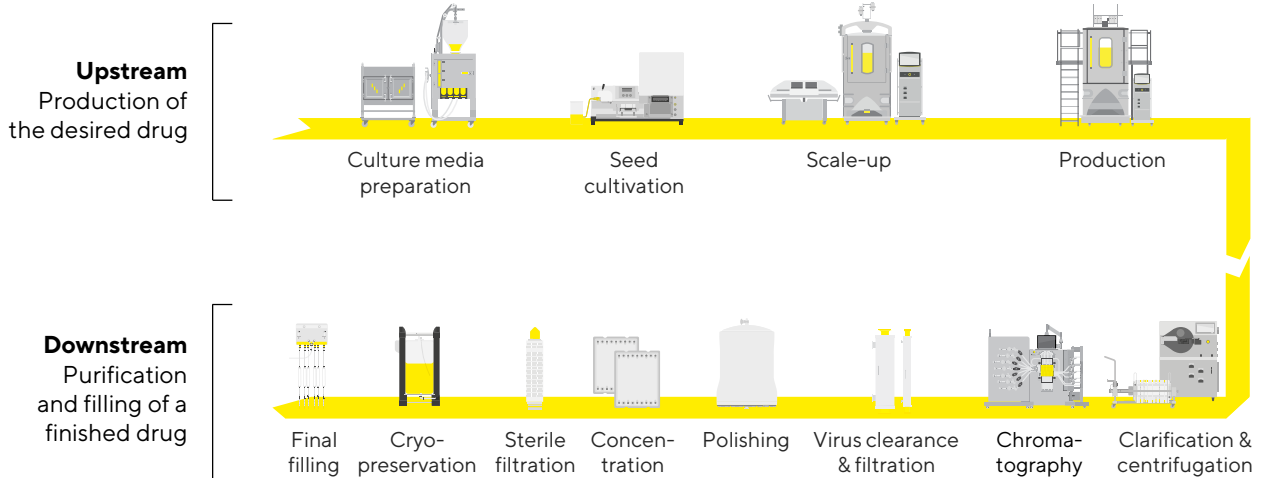 Upstream
Production of
the desired drug
Culture media
preparation
Seed
cultivation
Scale-up
Production
Downstream
Purification
and filling of a
finished drug
Final
filling
Cryo-
preservation
Sterile
filtration
Concen-
tration
Polishing
Virus clearance
& filtration
Chroma-
tography
Clarification &
centrifugation